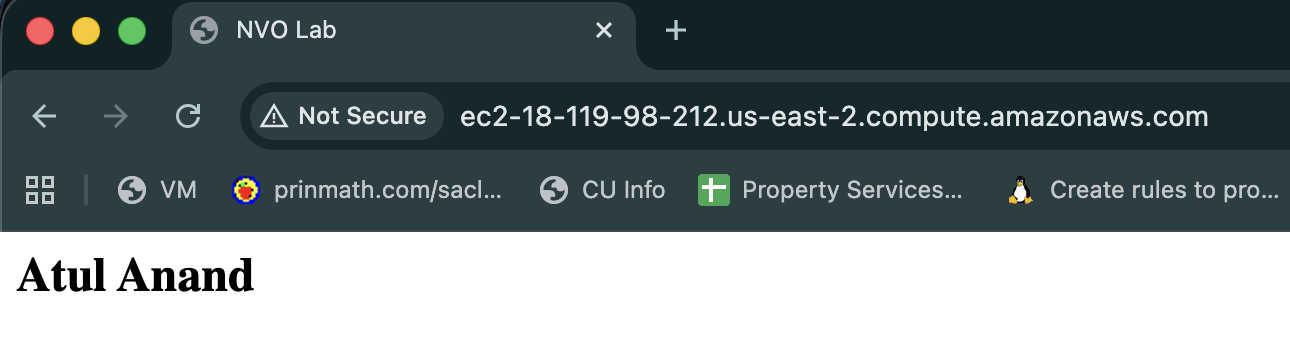 NVO Lab
Not Secure ec2-18-119-98-212.us-east-2.compute.amazonaws.com
VM prinmath.com/sacl... CU Info Property Services... Create rules to pro...
Atul Anand